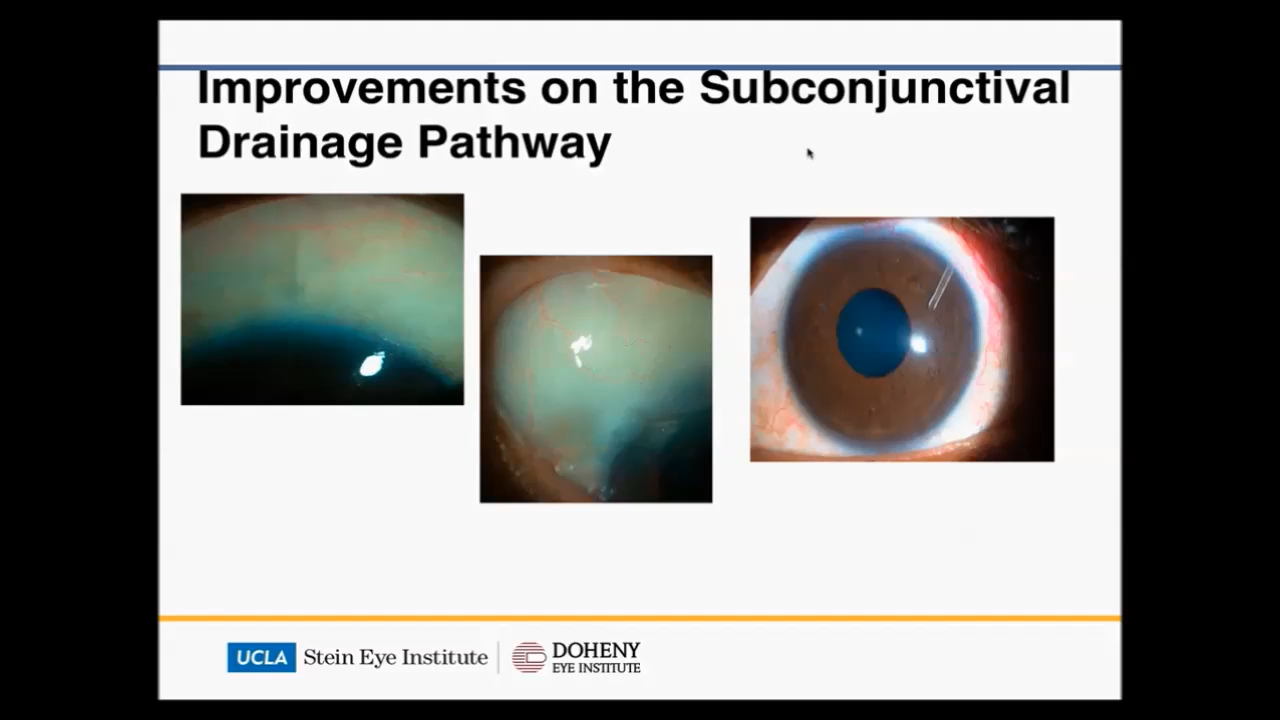 Improvements on the Subconjunctival
Drainage Pathway
UCLA Stein Eye Institute
DOHENY
EYE INSTITUTE